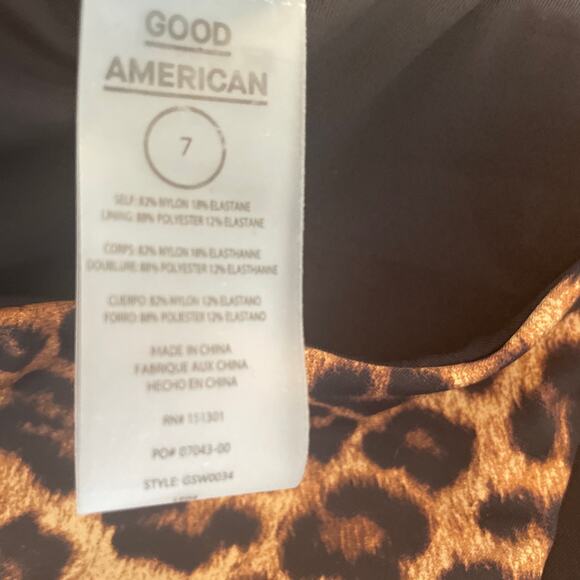 GOOD
AMERICAN
7
SELF: 82% NYLON 18% ELASTANE
LINING: 88% POLYESTER 12% ELASTANE
CORPS: 82% NYLON 18% ELASTHANNE
DOUBLURE: 88% POLYESTER 12% ELASTHANNE
CUERPO: 82% NYLON 12% ELASTANO
FORRO: 88% POLYESTER 12% ELASTANO
MADE IN CHINA
FABRIQUE AUX CHINA
HECHO EN CHINA
RN# 151301
PO# 07043-00
STYLE: GSW0034